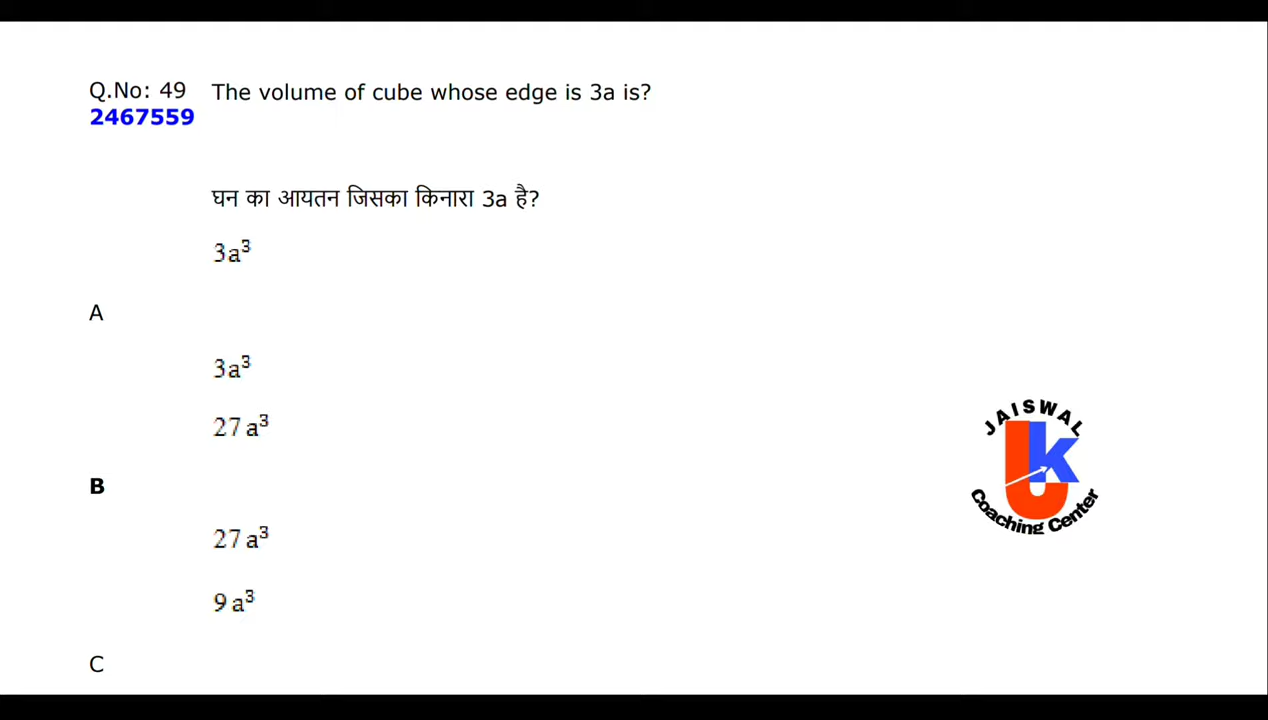 Q.No: 49 The volume of cube whose edge is 3a is?
2467559
घन का आयतन जिसका किनारा 3a है?
3a³
A
3a³
27a³
B
27a³
9a³
C
JAISWAL
Jk
Coaching Center